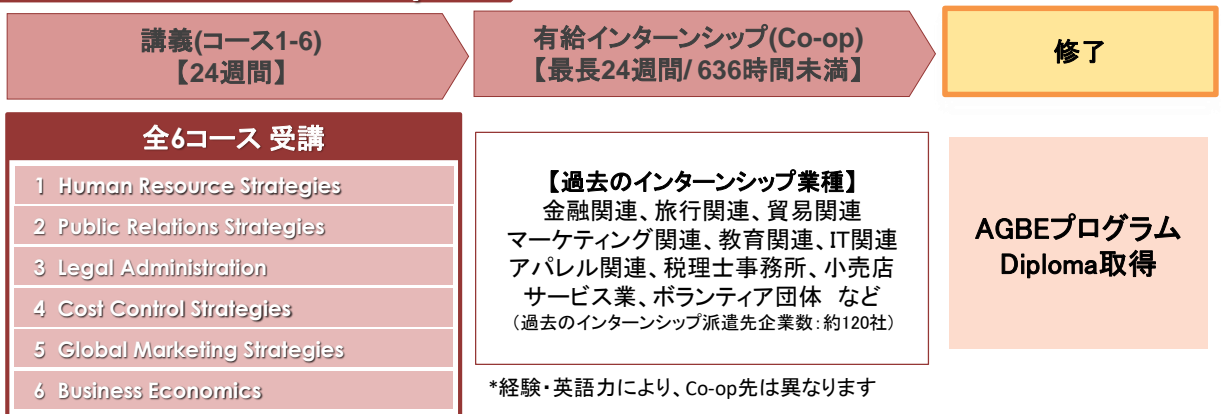 講義(コース1-6)
【24週間】
有給インターンシップ(Co-op)
【最長24週間/ 636時間未満】
修了
全6コース 受講
1 Human Resource Strategies
2 Public Relations Strategies
3 Legal Administration
4 Cost Control Strategies
5 Global Marketing Strategies
6 Business Economics
【過去のインターンシップ業種】
金融関連、旅行関連、貿易関連
マーケティング関連、教育関連、IT関連
アパレル関連、税理士事務所、小売店
サービス業、ボランティア団体 など
（過去のインターンシップ派遣先企業数：約120社）
*経験・英語力により、Co-op先は異なります
AGBEプログラム
Diploma取得